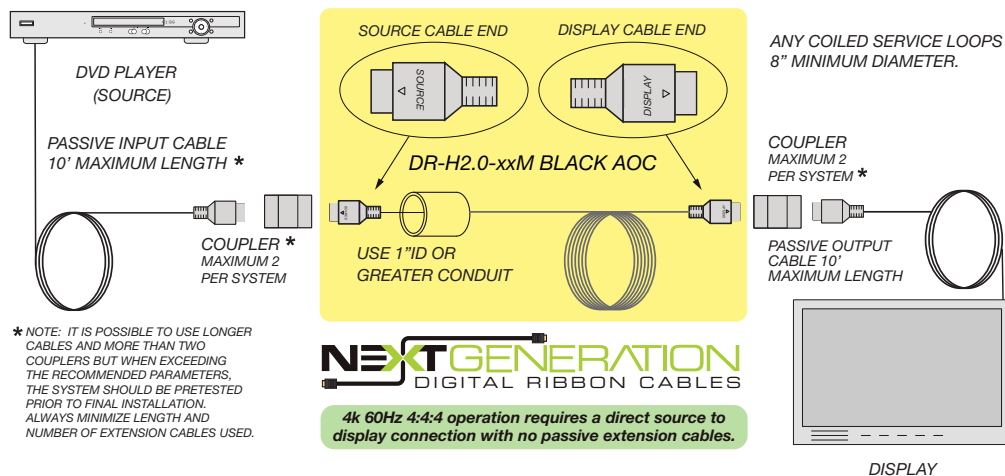 DVD PLAYER
(SOURCE)
PASSIVE INPUT CABLE
10’ MAXIMUM LENGTH *
COUPLER *
MAXIMUM 2
PER SYSTEM
* NOTE: IT IS POSSIBLE TO USE LONGER
CABLES AND MORE THAN TWO
COUPLERS BUT WHEN EXCEEDING
THE RECOMMENDED PARAMETERS,
THE SYSTEM SHOULD BE PRETESTED
PRIOR TO FINAL INSTALLATION.
ALWAYS MINIMIZE LENGTH AND
NUMBER OF EXTENSION CABLES USED.
SOURCE CABLE END
SOURCE
DISPLAY CABLE END
DISPLAY
DR-H2.0-xxM BLACK AOC
USE 1”ID OR
GREATER CONDUIT
NEXTGENERATION
DIGITAL RIBBON CABLES
4k 60Hz 4:4:4 operation requires a direct source to
display connection with no passive extension cables.
ANY COILED SERVICE LOOPS
8” MINIMUM DIAMETER.
COUPLER
MAXIMUM 2
PER SYSTEM *
PASSIVE OUTPUT
CABLE 10’
MAXIMUM LENGTH
DISPLAY